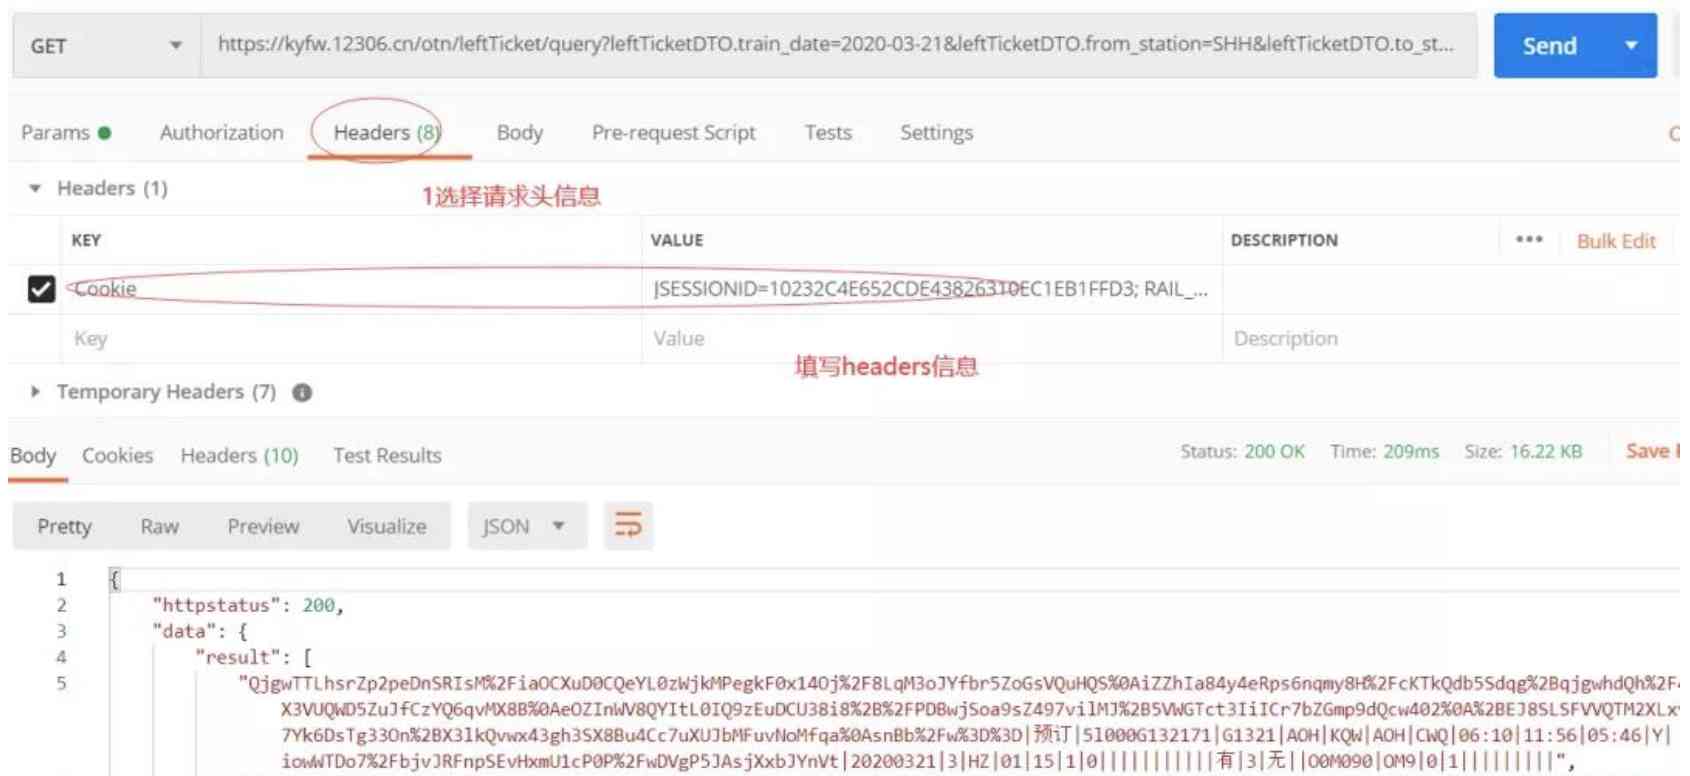 GET https://kyfw.12306.cn/otn/leftTicket/query?leftTicketDTO.train_date=2020-03-21&leftTicketDTO.from_station=SHH&leftTicketDTO.to_st... Send
Params Authorization Headers (8) Body Pre-request Script Tests Settings
Headers (1)
1选择请求头信息
KEY VALUE DESCRIPTION ••• Bulk Edit
Cookie JSESSIONID=10232C4E652CDE43826310EC1EB1FFD3; RAIL_...
Key Value Description
填写headers信息
Temporary Headers (7)
Body Cookies Headers (10) Test Results Status: 200 OK Time: 209ms Size: 16.22 KB Save
Pretty Raw Preview Visualize JSON
1 {
2 "httpstatus": 200,
3 "data": {
4 "result": [
5 "QjgwTTLhsrZp2peDnSRIsM%2FiaOCXuD0CQeYL0zWjkMPegkF0x14Oj%2F8LqM3oJYfbr5ZoGsVQuHQS%0AiZZhIa84y4eRps6nqmy8H%2FcKTkQdb5Sdqg%2BqjgwhdQh%2F
X3VUQWD5ZuJfCzYQ6qvMX8B%0AeOZInWV8QYItL0IQ9zEuDCU38i8%2B%2FPDBwjSoa9sZ497vilMJ%2B5VWGTct3IiICr7bZGmp9dQcw402%0A%2BEJ8SLSFVVQTM2XLx
7Yk6DsTg33On%2BX3lkQvwx43gh3SX8Bu4Cc7uXUJbMFuvNoMfqa%0AsnBb%2Fw%3D%3D|预订|5l000G132171|G1321|AOH|KQW|AOH|CWQ|06:10|11:56|05:46|Y|
iowWTDo7%2FbjvJRFnpSEvHxmU1cP0P%2FwDVgP5JAsjXxbJYnVt|20200321|3|HZ|01|15|1|0|||||||||||有|3|无||O0M090|OM9|0|1|||||||||",